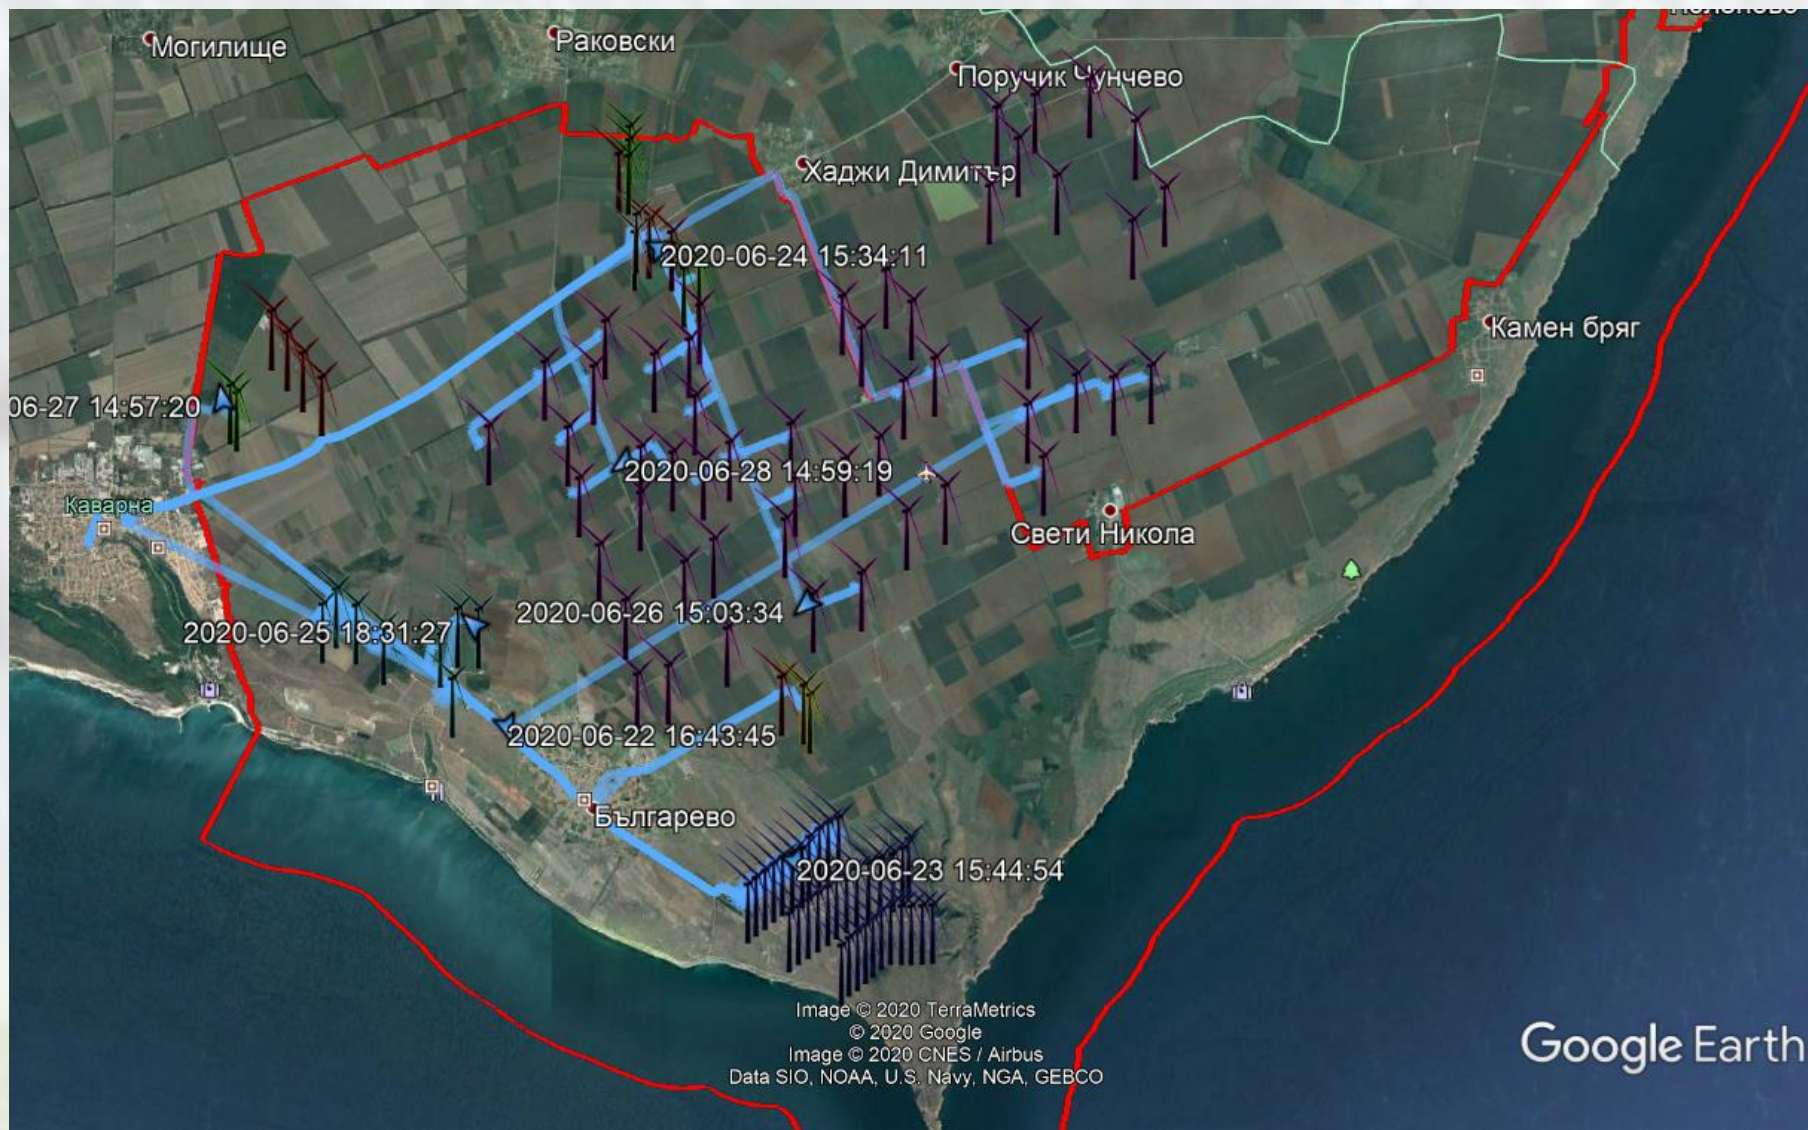 Могилище
Раковски
Поручик Чунчево
Хаджи Димитър
2020-06-24 15:34:11
Камен бряг
06-27 14:57:20
2020-06-28 14:59:19
Каварна
Свети Никола
2020-06-26 15:03:34
2020-06-25 18:31:27
2020-06-22 16:43:45
Българево
2020-06-23 15:44:54
Image © 2020 TerraMetrics
© 2020 Google
Image © 2020 CNES / Airbus
Data SIO, NOAA, U.S. Navy, NGA, GEBCO
Google Earth